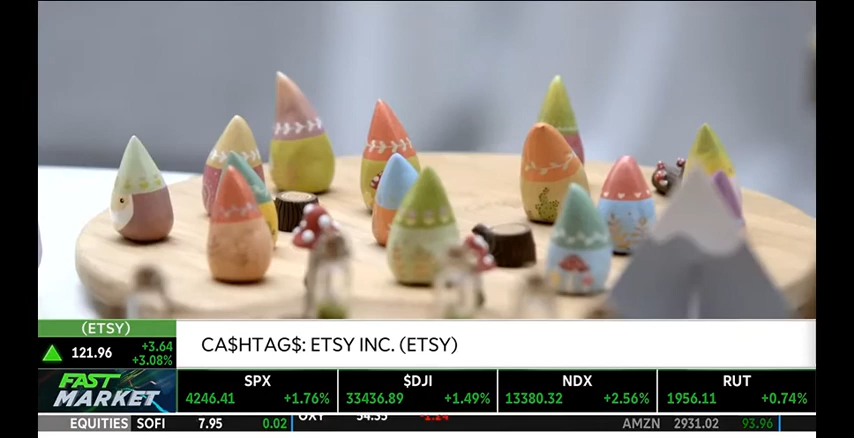 (ETSY)
121.96 +3.64 +3.08%
CA$HTAG$: ETSY INC. (ETSY)
FAST MARKET
SPX $DJI NDX RUT
4246.41 +1.76% 33436.89 +1.49% 13380.32 +2.56% 1956.11 +0.74%
EQUITIES SOFI 7.95 0.02 OXY AMZN 2931.02 93.96